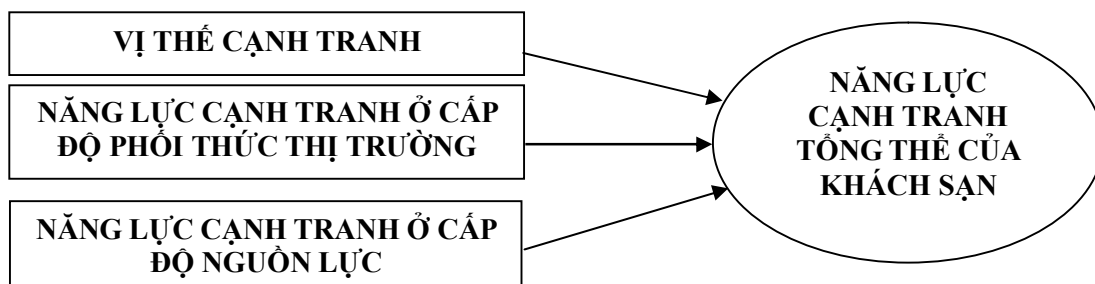 VỊ THẾ CẠNH TRANH
NĂNG LỰC CẠNH TRANH Ở CẤP
ĐỘ PHỐI THỨC THỊ TRƯỜNG
NĂNG LỰC CẠNH TRANH Ở CẤP
ĐỘ NGUỒN LỰC
NĂNG LỰC
CẠNH TRANH
TỔNG THỂ CỦA
KHÁCH SẠN